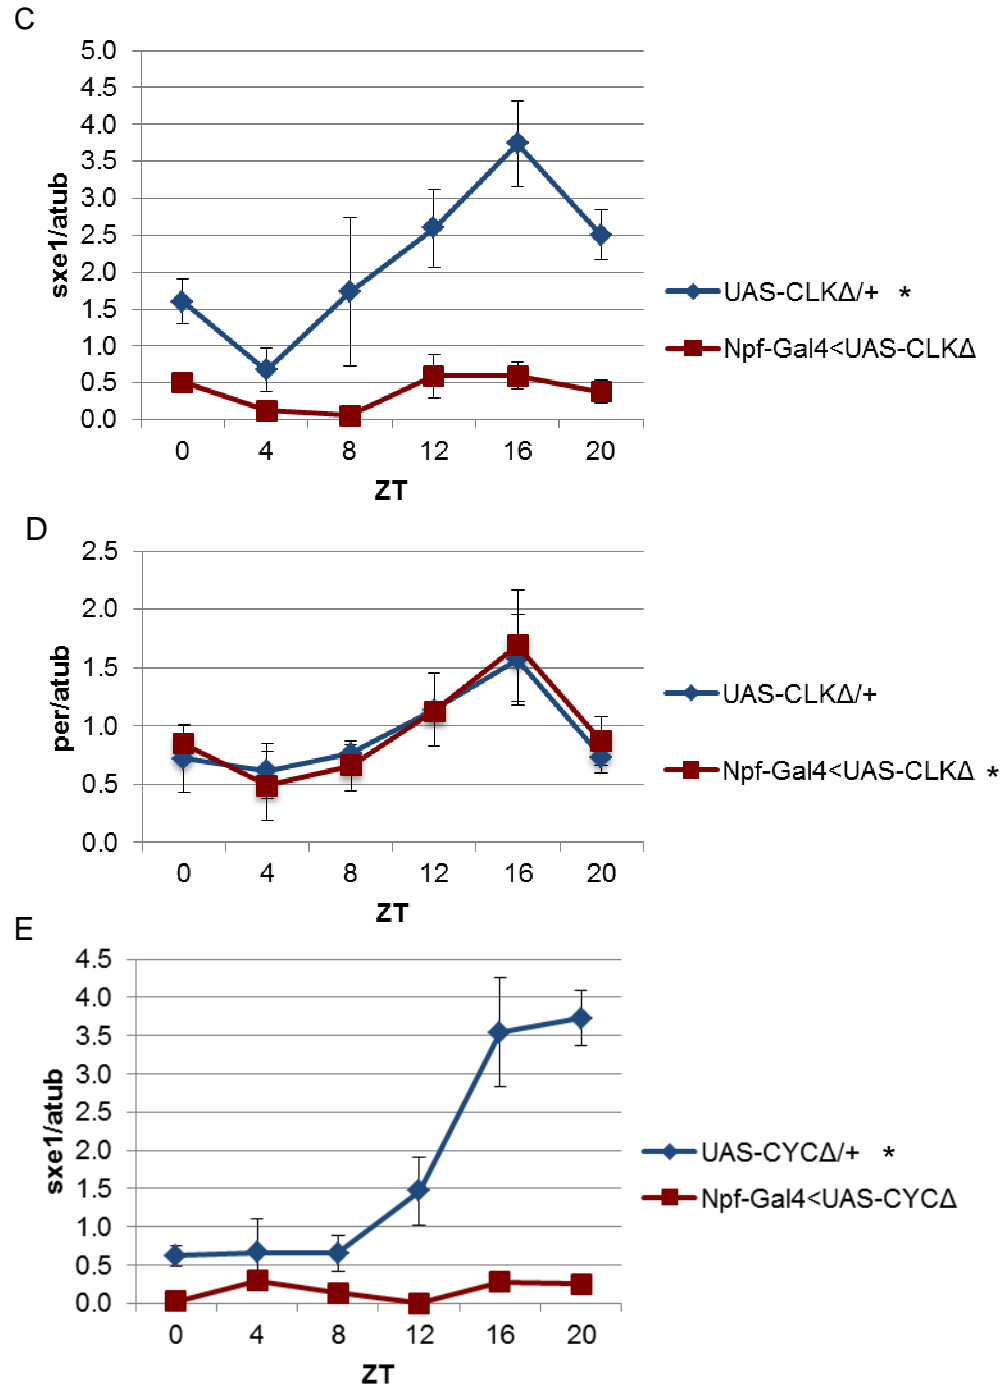 C
5.0
4.5
4.0
3.5
3.0
2.5
2.0
1.5
1.0
0.5
0.0
sxe1/atub
0 4 8 12 16 20
ZT
UAS-CLKΔ/+ *
Npf-Gal4<UAS-CLKΔ
D
2.5
2.0
1.5
1.0
0.5
0.0
per/atub
0 4 8 12 16 20
ZT
UAS-CLKΔ/+
Npf-Gal4<UAS-CLKΔ *
E
4.5
4.0
3.5
3.0
2.5
2.0
1.5
1.0
0.5
0.0
sxe1/atub
0 4 8 12 16 20
ZT
UAS-CYCΔ/+ *
Npf-Gal4<UAS-CYCΔ